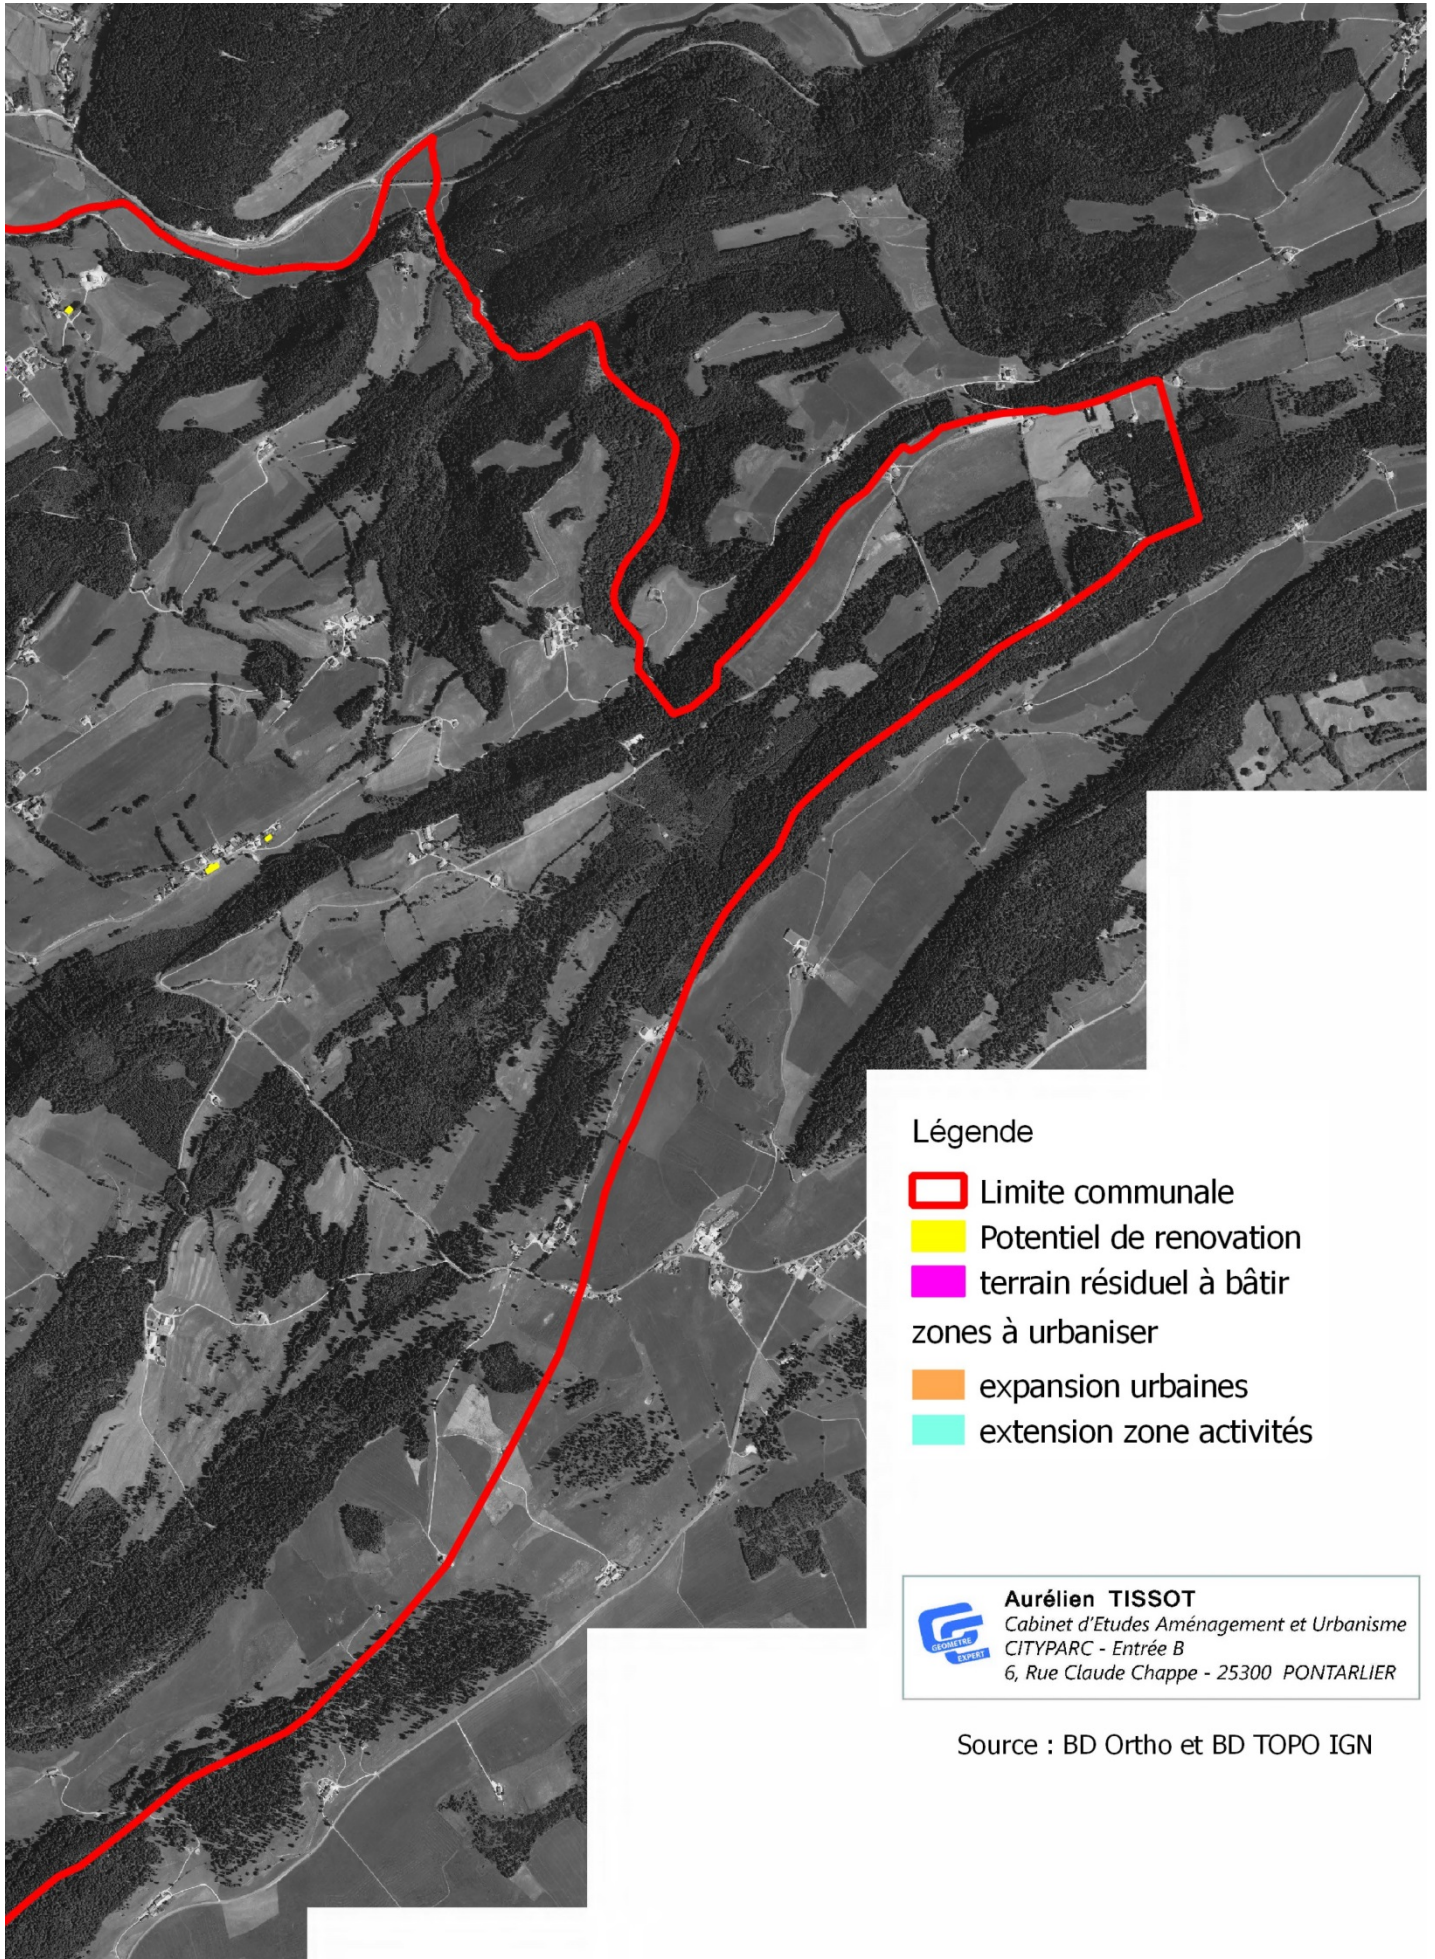 Légende
Limite communale
Potentiel de renovation
terrain résiduel à bâtir
zones à urbaniser
expansion urbaines
extension zone activités
GEOMETRE
EXPERT
Aurélien TISSOT
Cabinet d'Etudes Aménagement et Urbanisme
CITYPARC - Entrée B
6, Rue Claude Chappe - 25300 PONTARLIER
Source : BD Ortho et BD TOPO IGN